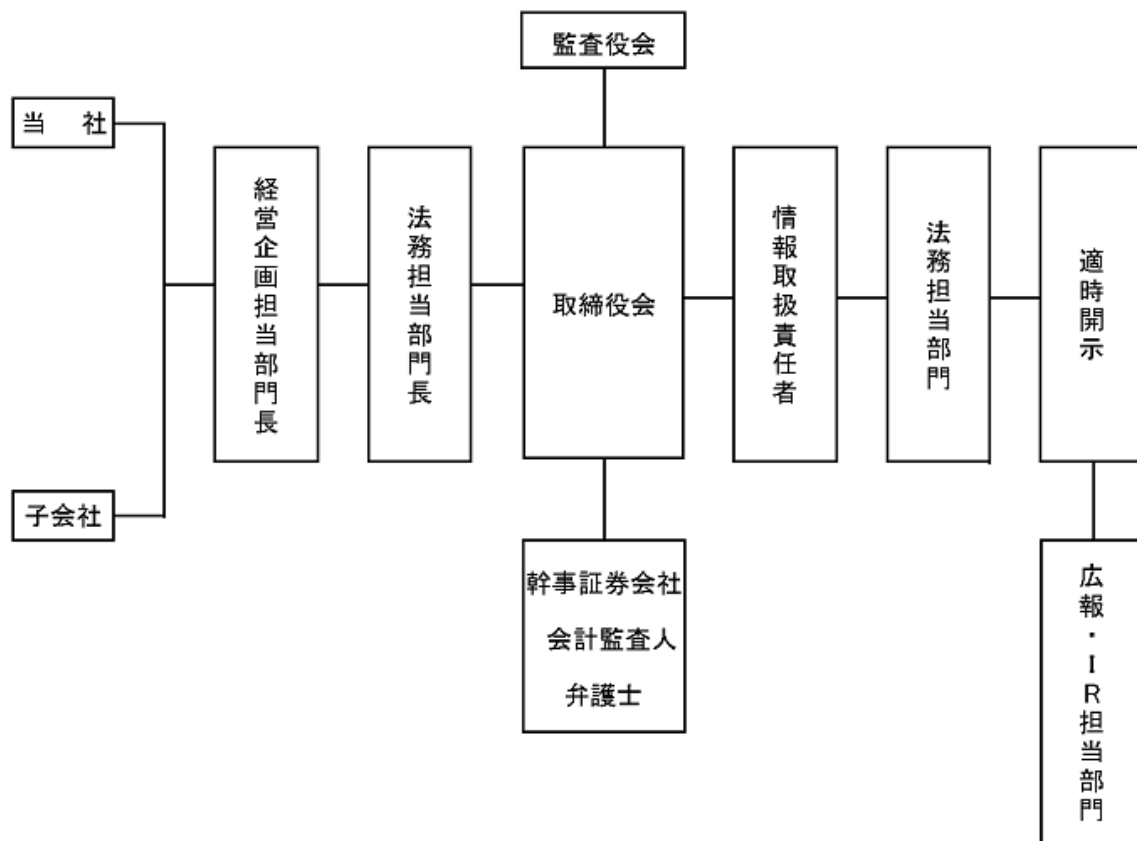 監査役会
当　社
経営企画担当部門長
法務担当部門長
取締役会
情報取扱責任者
法務担当部門
適時開示
子会社
幹事証券会社
会計監査人
弁護士
広報・IR担当部門